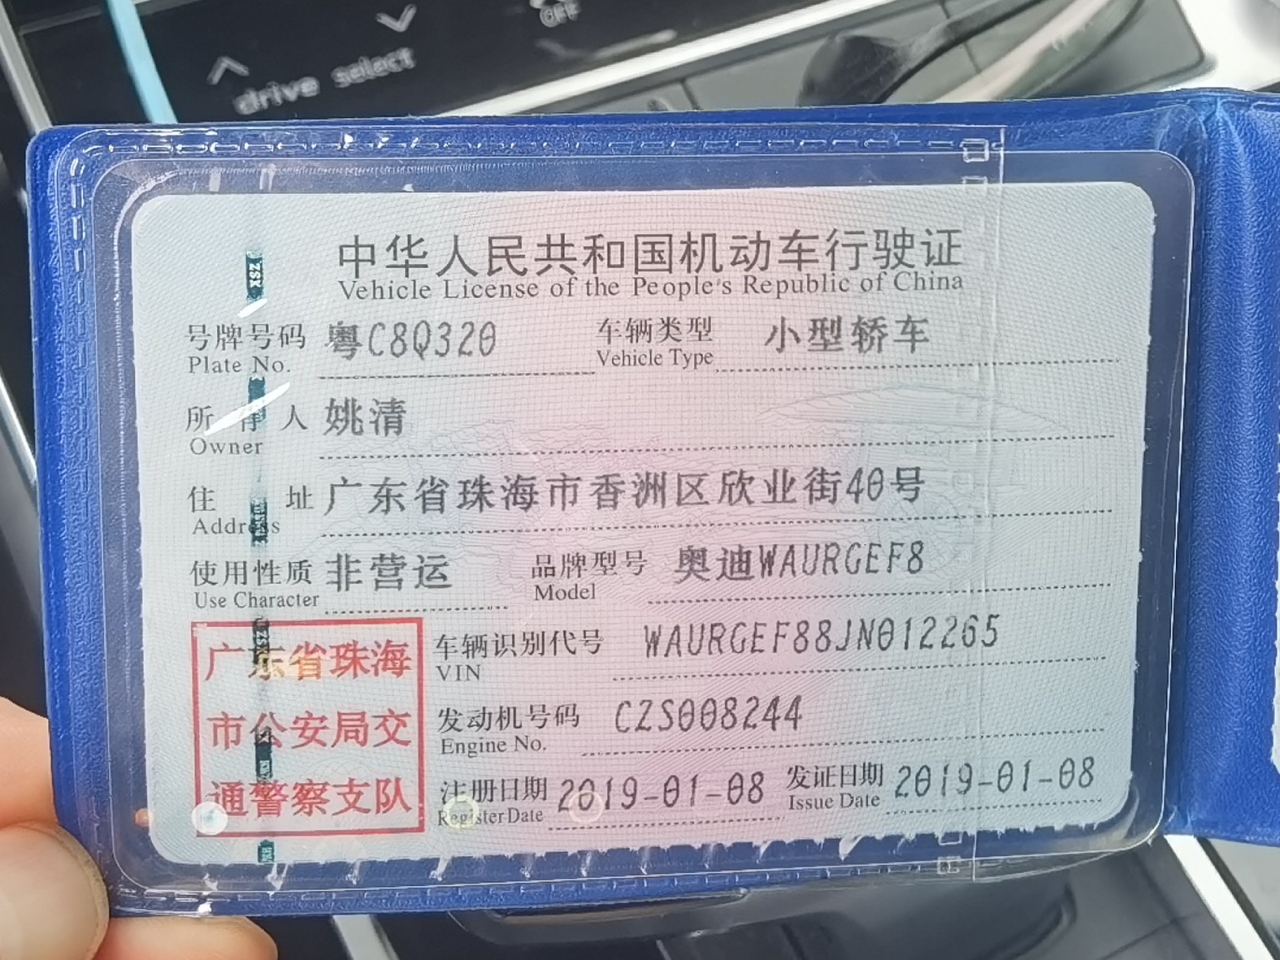 drive select
OFF
中华人民共和国机动车行驶证
Vehicle License of the People's Republic of China
号牌号码 粤C8Q320 车辆类型 小型轿车
Plate No. Vehicle Type
所有人 姚清
Owner
住址 广东省珠海市香洲区欣业街40号
Address
使用性质 非营运 品牌型号 奥迪WAURGEF8
Use Character Model
车辆识别代号 WAURGEF88JN012265
VIN
发动机号码 CZS008244
Engine No.
注册日期 2019-01-08 发证日期 2019-01-08
Register Date Issue Date
广东省珠海
市公安局交
通警察支队